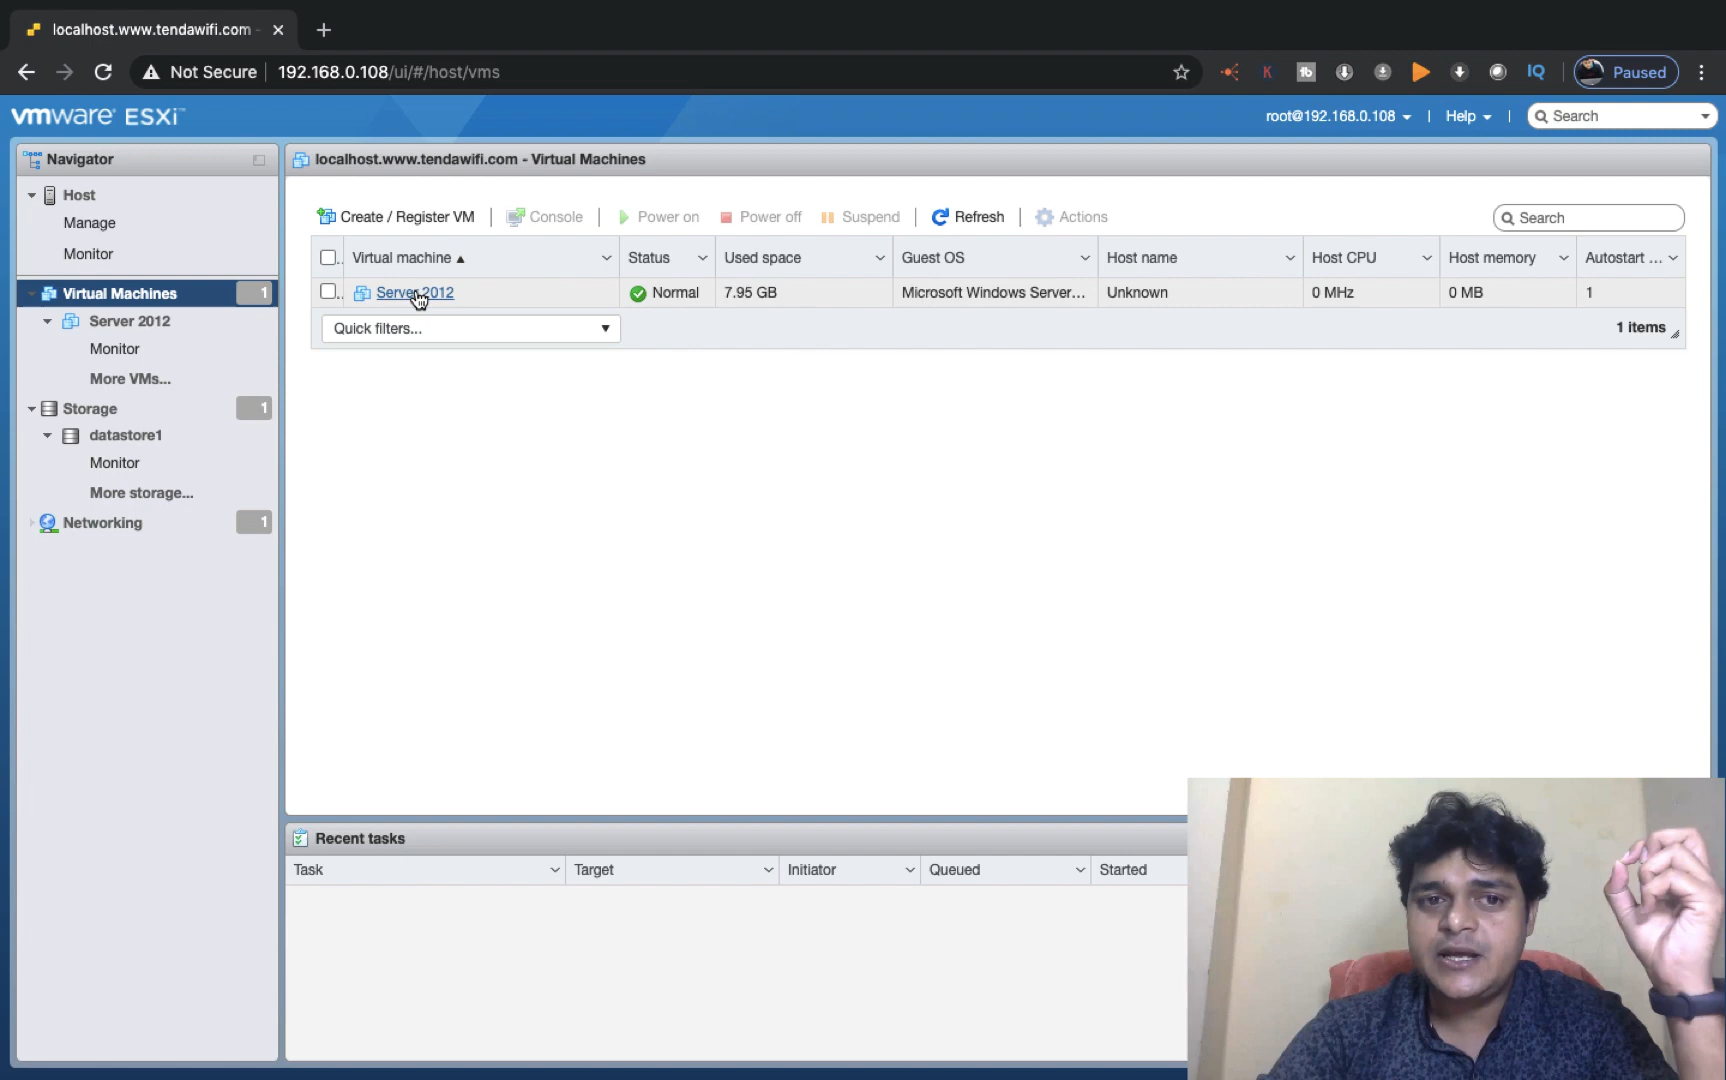 localhost.www.tendawifi.com -
Not Secure 192.168.0.108/ui/#/host/vms
K tb IQ Paused
vmware ESXi
root@192.168.0.108 | Help | Search
Navigator
Host
Manage
Monitor
Virtual Machines 1
Server 2012
Monitor
More VMs...
Storage 1
datastore1
Monitor
More storage...
Networking 1
localhost.www.tendawifi.com - Virtual Machines
Create / Register VM | Console | Power on Power off Suspend | Refresh | Actions
Search
Virtual machine Status Used space Guest OS Host name Host CPU Host memory Autostart ...
Server 2012 Normal 7.95 GB Microsoft Windows Server... Unknown 0 MHz 0 MB 1
Quick filters... 1 items
Recent tasks
Task Target Initiator Queued Started